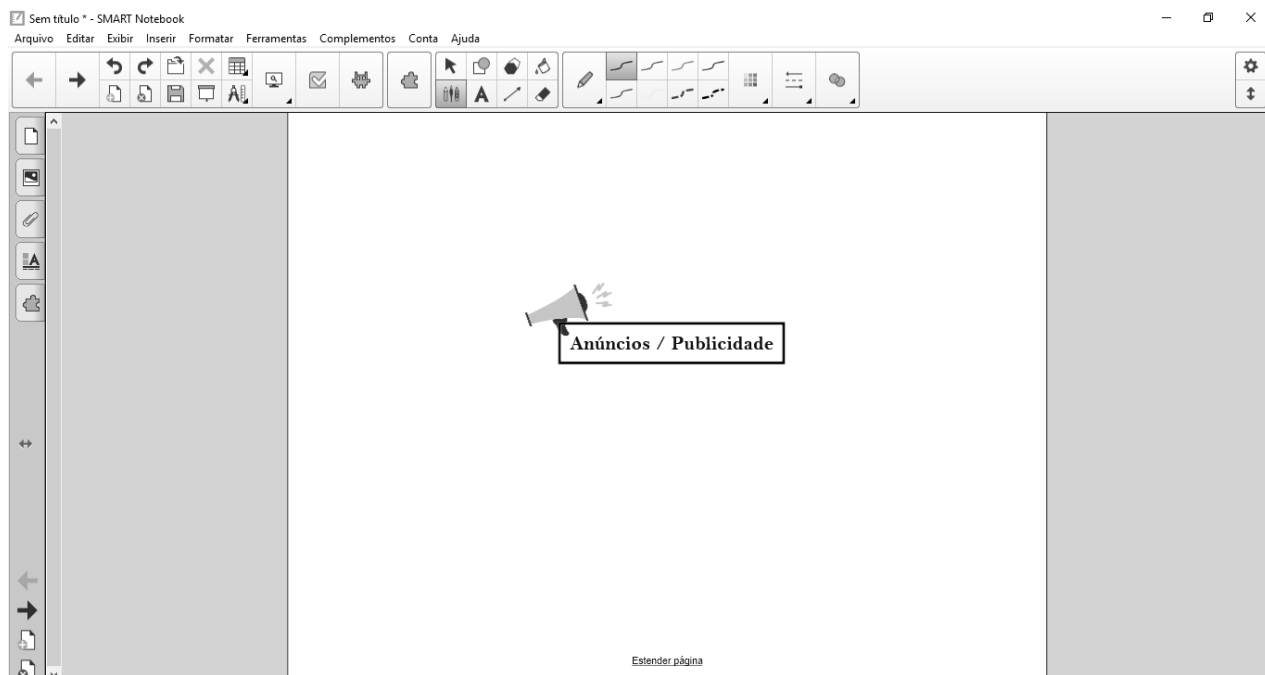 Sem título * - SMART Notebook
Arquivo Editar Exibir Inserir Formatar Ferramentas Complementos Conta Ajuda
Anúncios / Publicidade
Estender página